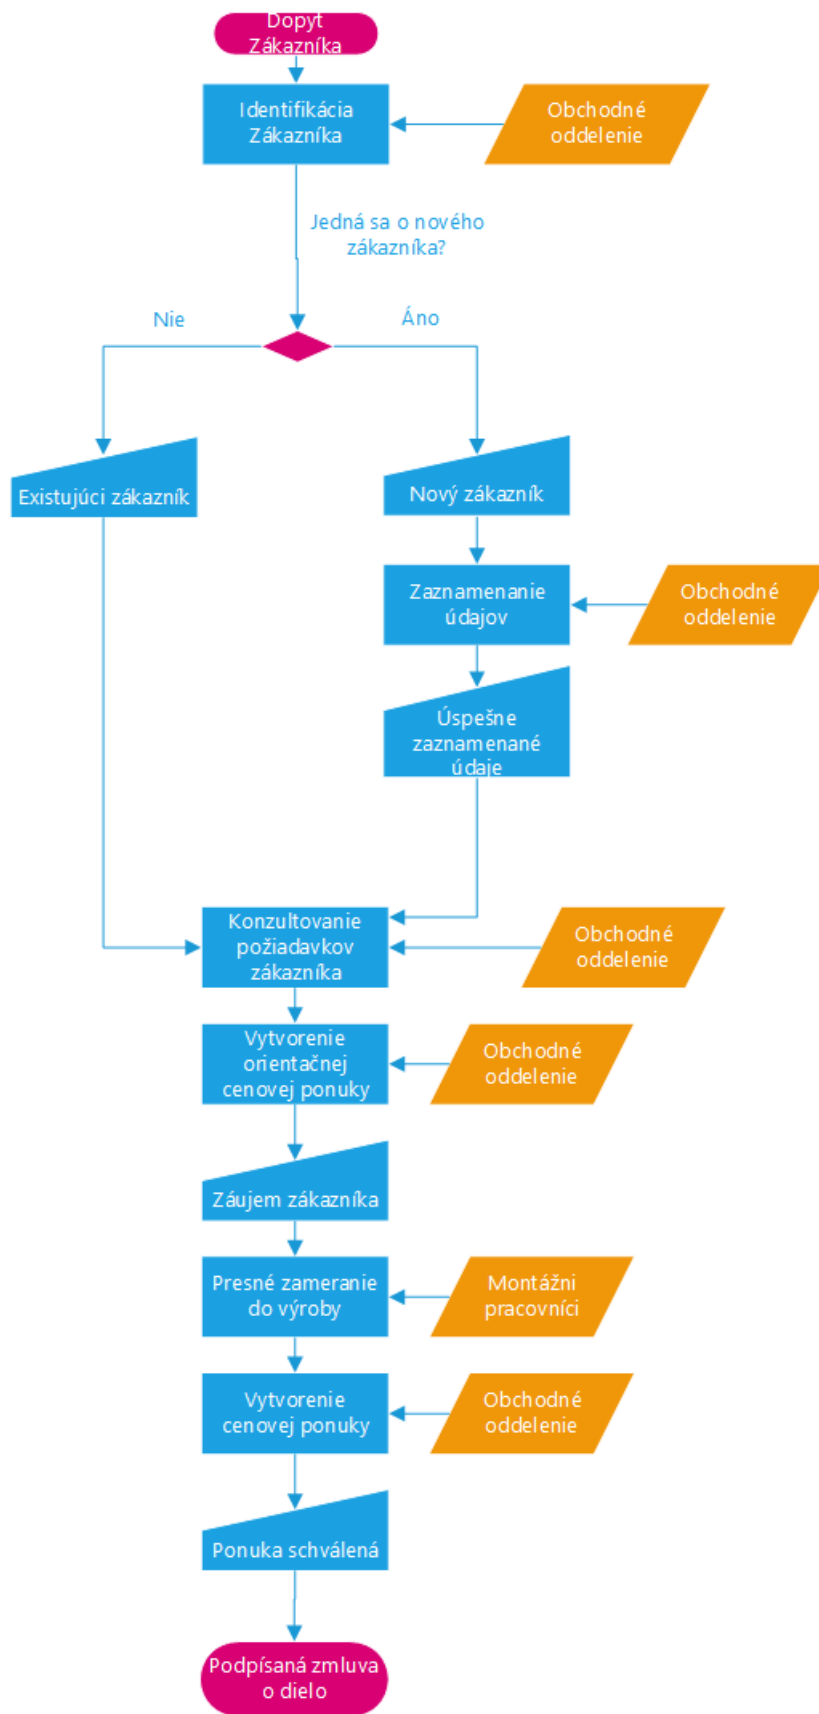 Dopyt
Zákazníka
Identifikácia
Zákazníka
Obchodné
oddelenie
Jedná sa o nového
zákazníka?
Nie
Áno
Existujúci zákazník
Nový zákazník
Zaznamenanie
údajov
Obchodné
oddelenie
Úspešne
zaznamenané
údaje
Konzultovanie
požiadavkov
zákazníka
Obchodné
oddelenie
Vytvorenie
orientačnej
cenovej ponuky
Obchodné
oddelenie
Záujem zákazníka
Presné zameranie
do výroby
Montážni
pracovníci
Vytvorenie
cenovej ponuky
Obchodné
oddelenie
Ponuka schválená
Podpísaná zmluva
o dielo